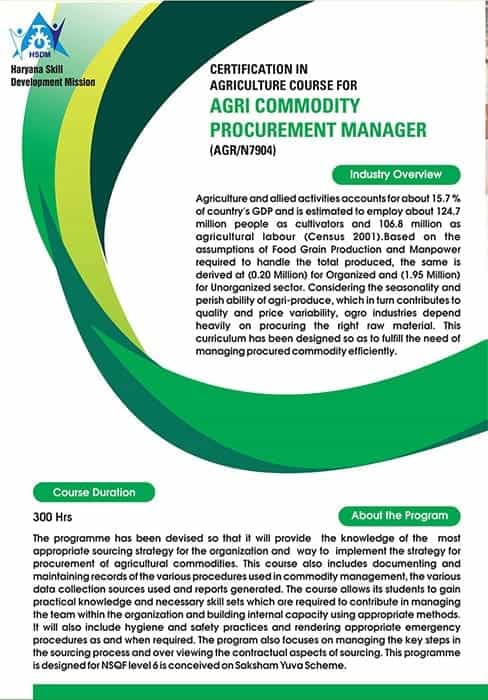 HSDM
Haryana Skill
Development Mission
CERTIFICATION IN
AGRICULTURE COURSE FOR
AGRI COMMODITY
PROCUREMENT MANAGER
(AGR/N7904)
Industry Overview
Agriculture and allied activities accounts for about 15.7 %
of country's GDP and is estimated to employ about 124.7
million people as cultivators and 106.8 million as
agricultural labour (Census 2001).Based on the
assumptions of Food Grain Production and Manpower
required to handle the total produced, the same is
derived at (0.20 Million) for Organized and (1.95 Million)
for Unorganized sector. Considering the seasonality and
perish ability of agri-produce, which in turn contributes to
quality and price variability, agro industries depend
heavily on procuring the right raw material. This
curriculum has been designed so as to fulfill the need of
managing procured commodity efficiently.
Course Duration
300 Hrs
About the Program
The programme has been devised so that it will provide the knowledge of the most
appropriate sourcing strategy for the organization and way to implement the strategy for
procurement of agricultural commodities. This course also includes documenting and
maintaining records of the various procedures used in commodity management, the various
data collection sources used and reports generated. The course allows its students to gain
practical knowledge and necessary skill sets which are required to contribute in managing
the team within the organization and building internal capacity using appropriate methods.
It will also include hygiene and safety practices and rendering appropriate emergency
procedures as and when required. The program also focuses on managing the key steps in
the sourcing process and over viewing the contractual aspects of sourcing. This programme
is designed for NSQF level 6 is conceived on Saksham Yuva Scheme.